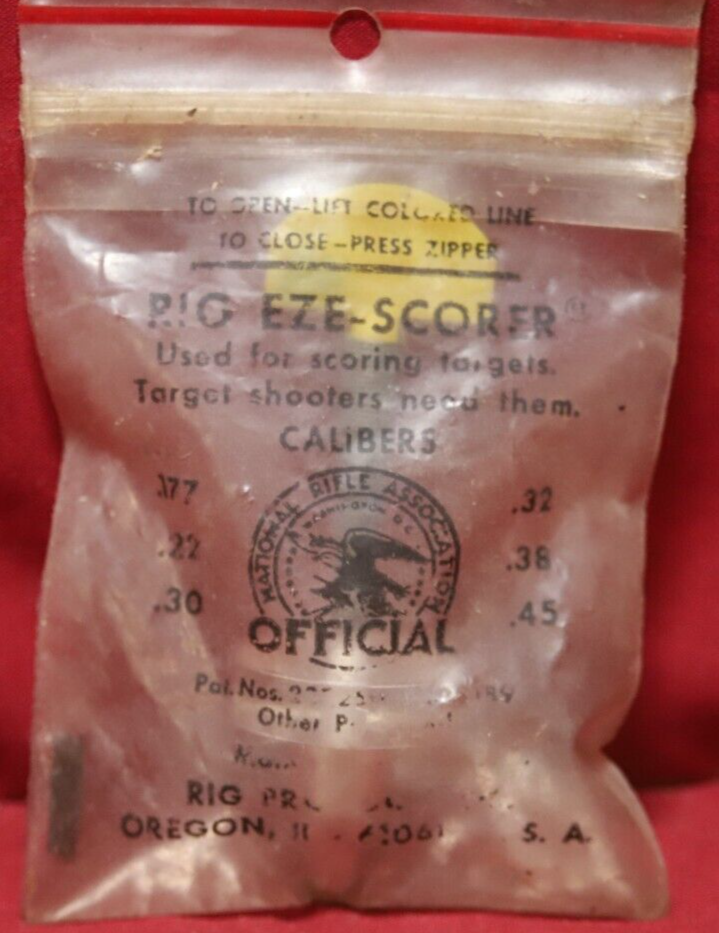 TO OPEN–LIFT COLORED LINE
TO CLOSE–PRESS ZIPPER
RIG EZE-SCORER®
Used for scoring targets.
Target shooters need them.
CALIBERS
.177
.22
.30
NATIONAL RIFLE ASSOCIATION
WASHINGTON D.C.
OFFICIAL
.32
.38
.45
Pat. Nos.
Other
RIG
OREGON, S. A.